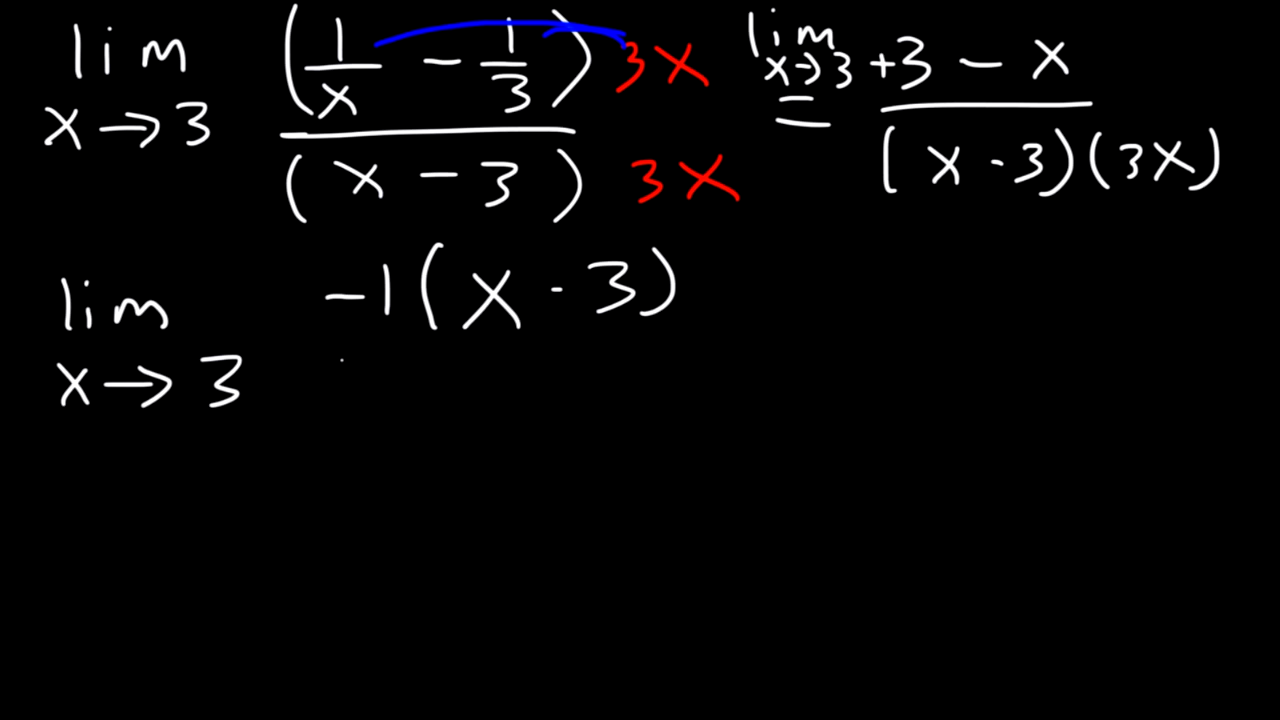 lim x→3 (1/x - 1/3) 3x / (x - 3) 3x = lim x→3 +3 - x / (x - 3)(3x)
lim x→3 -1(x - 3)